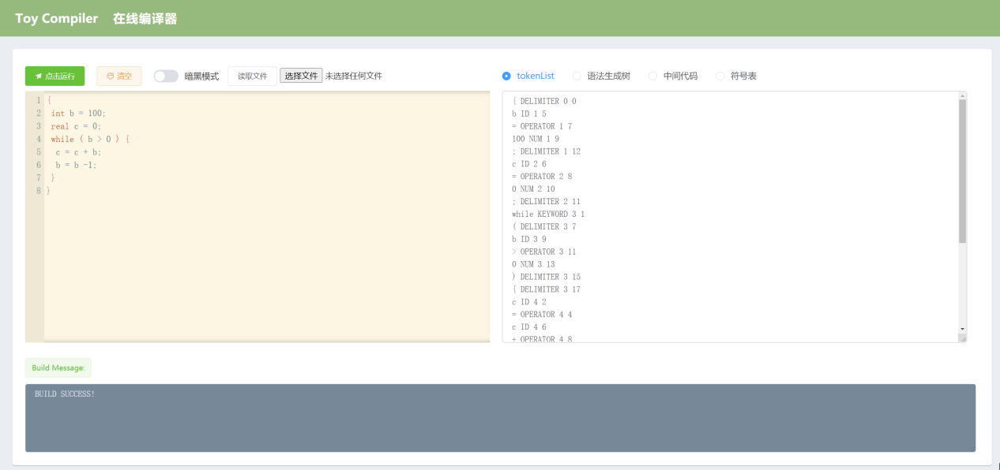 Toy Compiler 在线编译器
点击运行 清空 暗黑模式 读取文件 选择文件 未选择任何文件
tokenList 语法生成树 中间代码 符号表
1 {
2 int b = 100;
3 real c = 0;
4 while ( b > 0 ) {
5 c = c + b;
6 b = b -1;
7 }
8 }
{ DELIMITER 0 0
b ID 1 5
= OPERATOR 1 7
100 NUM 1 9
; DELIMITER 1 12
c ID 2 6
= OPERATOR 2 8
0 NUM 2 10
; DELIMITER 2 11
while KEYWORD 3 1
( DELIMITER 3 7
b ID 3 9
> OPERATOR 3 11
0 NUM 3 13
) DELIMITER 3 15
{ DELIMITER 3 17
c ID 4 2
= OPERATOR 4 4
c ID 4 6
+ OPERATOR 4 8
Build Message:
BUILD SUCCESS!